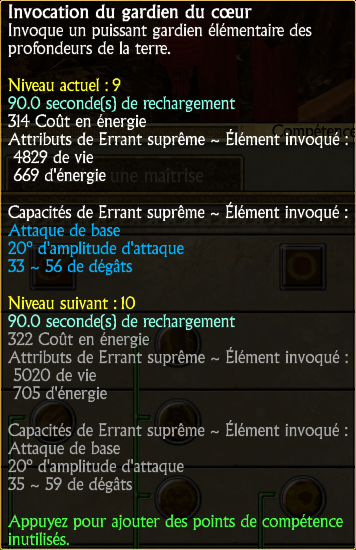 Invocation du gardien du cœur
Invoque un puissant gardien élémentaire des
profondeurs de la terre.
Niveau actuel : 9
90.0 seconde(s) de rechargement
314 Coût en énergie
Compétence
Attributs de Errant suprême ~ Élément invoqué :
4829 de vie
669 d'énergie
une maîtrise
Capacités de Errant suprême ~ Élément invoqué :
Attaque de base
20° d'amplitude d'attaque
33 ~ 56 de dégâts
Niveau suivant : 10
90.0 seconde(s) de rechargement
322 Coût en énergie
Attributs de Errant suprême ~ Élément invoqué :
5020 de vie
705 d'énergie
Capacités de Errant suprême ~ Élément invoqué :
Attaque de base
20° d'amplitude d'attaque
35 ~ 59 de dégâts
Appuyez pour ajouter des points de compétence
inutilisés.